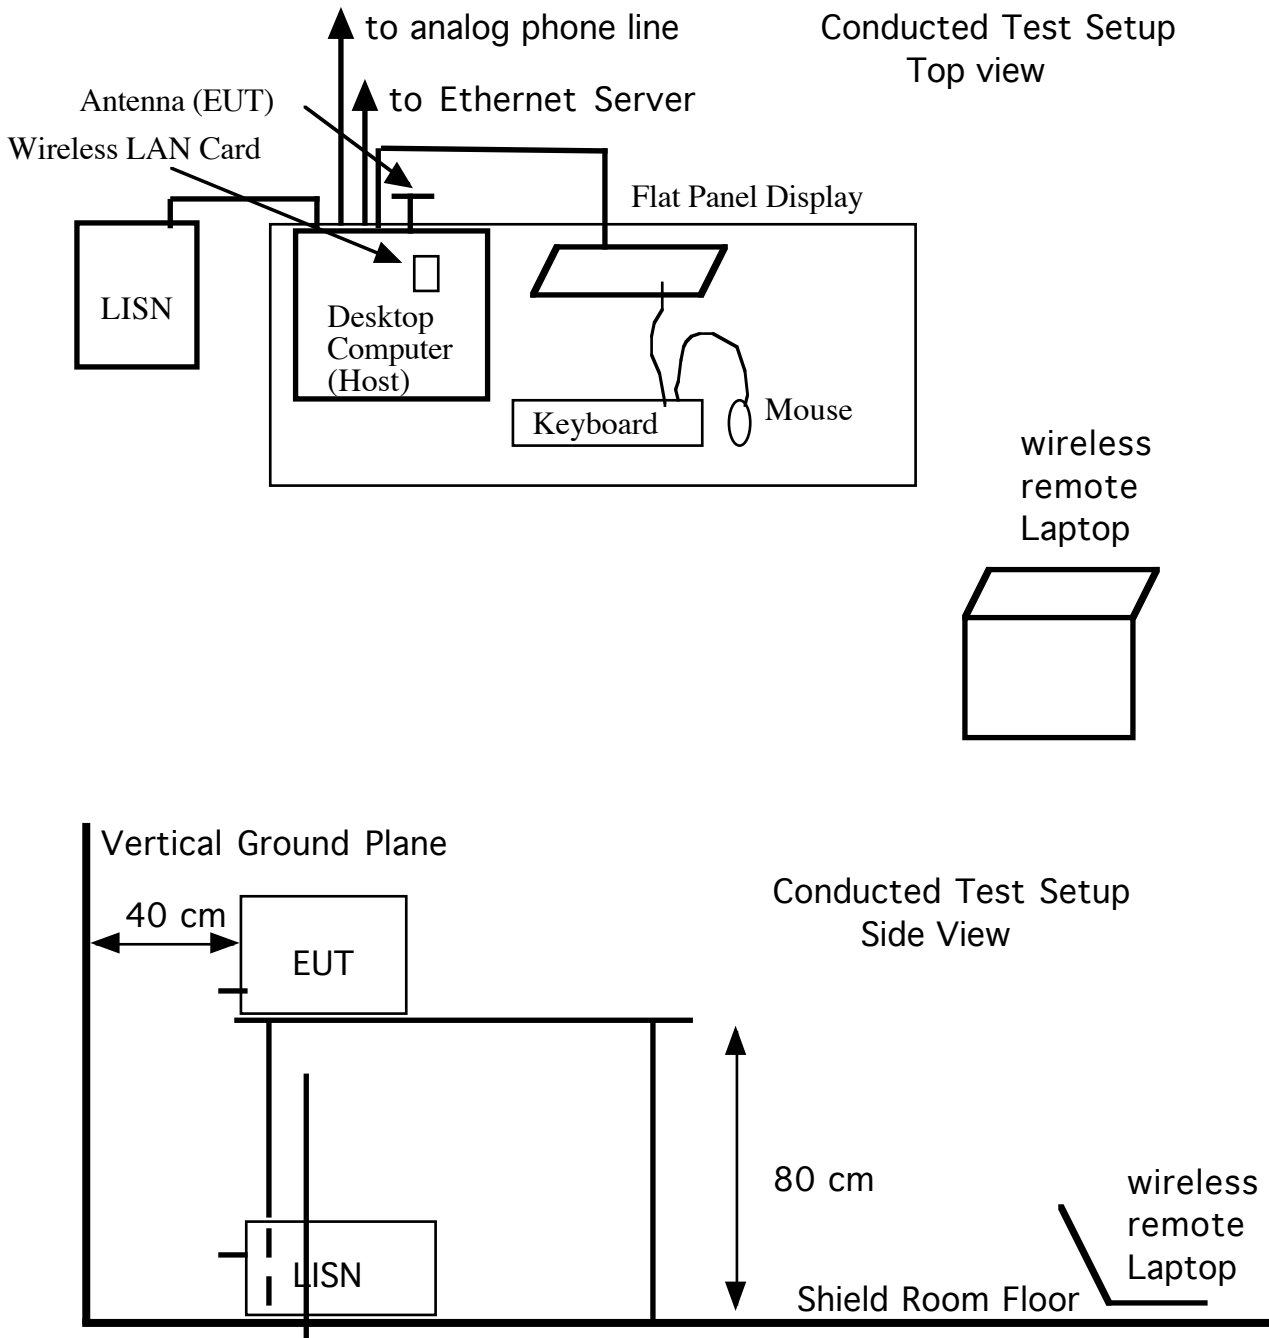 to analog phone line
Conducted Test Setup
Top view
Antenna (EUT)
to Ethernet Server
Wireless LAN Card
Flat Panel Display
LISN
Desktop
Computer
(Host)
Keyboard
Mouse
wireless
remote
Laptop
Vertical Ground Plane
40 cm
EUT
Conducted Test Setup
Side View
80 cm
wireless
remote
Laptop
LISN
Shield Room Floor